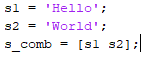 s1 = 'Hello';
s2 = 'World';
s_comb = [s1 s2];